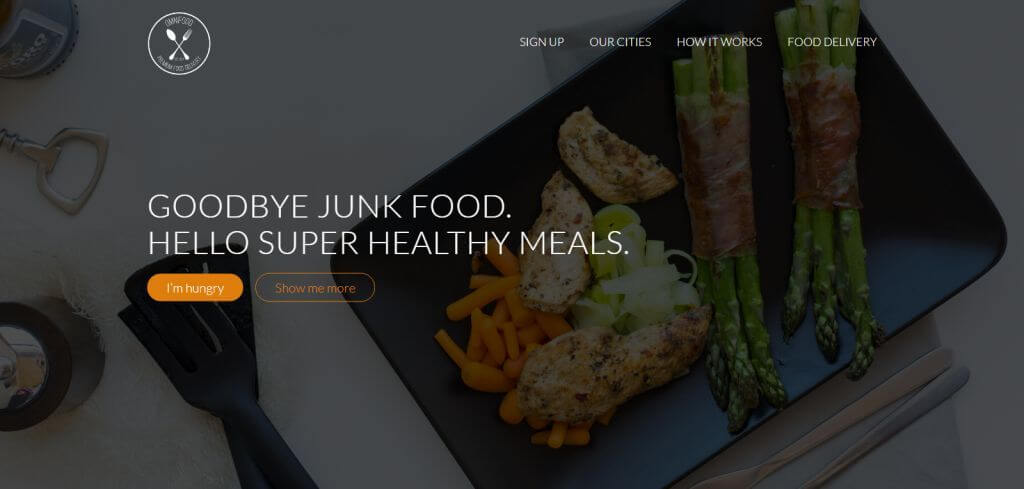 OMNIFOOD
PREMIUM FOOD DELIVERY
SIGN UP
OUR CITIES
HOW IT WORKS
FOOD DELIVERY
GOODBYE JUNK FOOD.
HELLO SUPER HEALTHY MEALS.
I'm hungry
Show me more